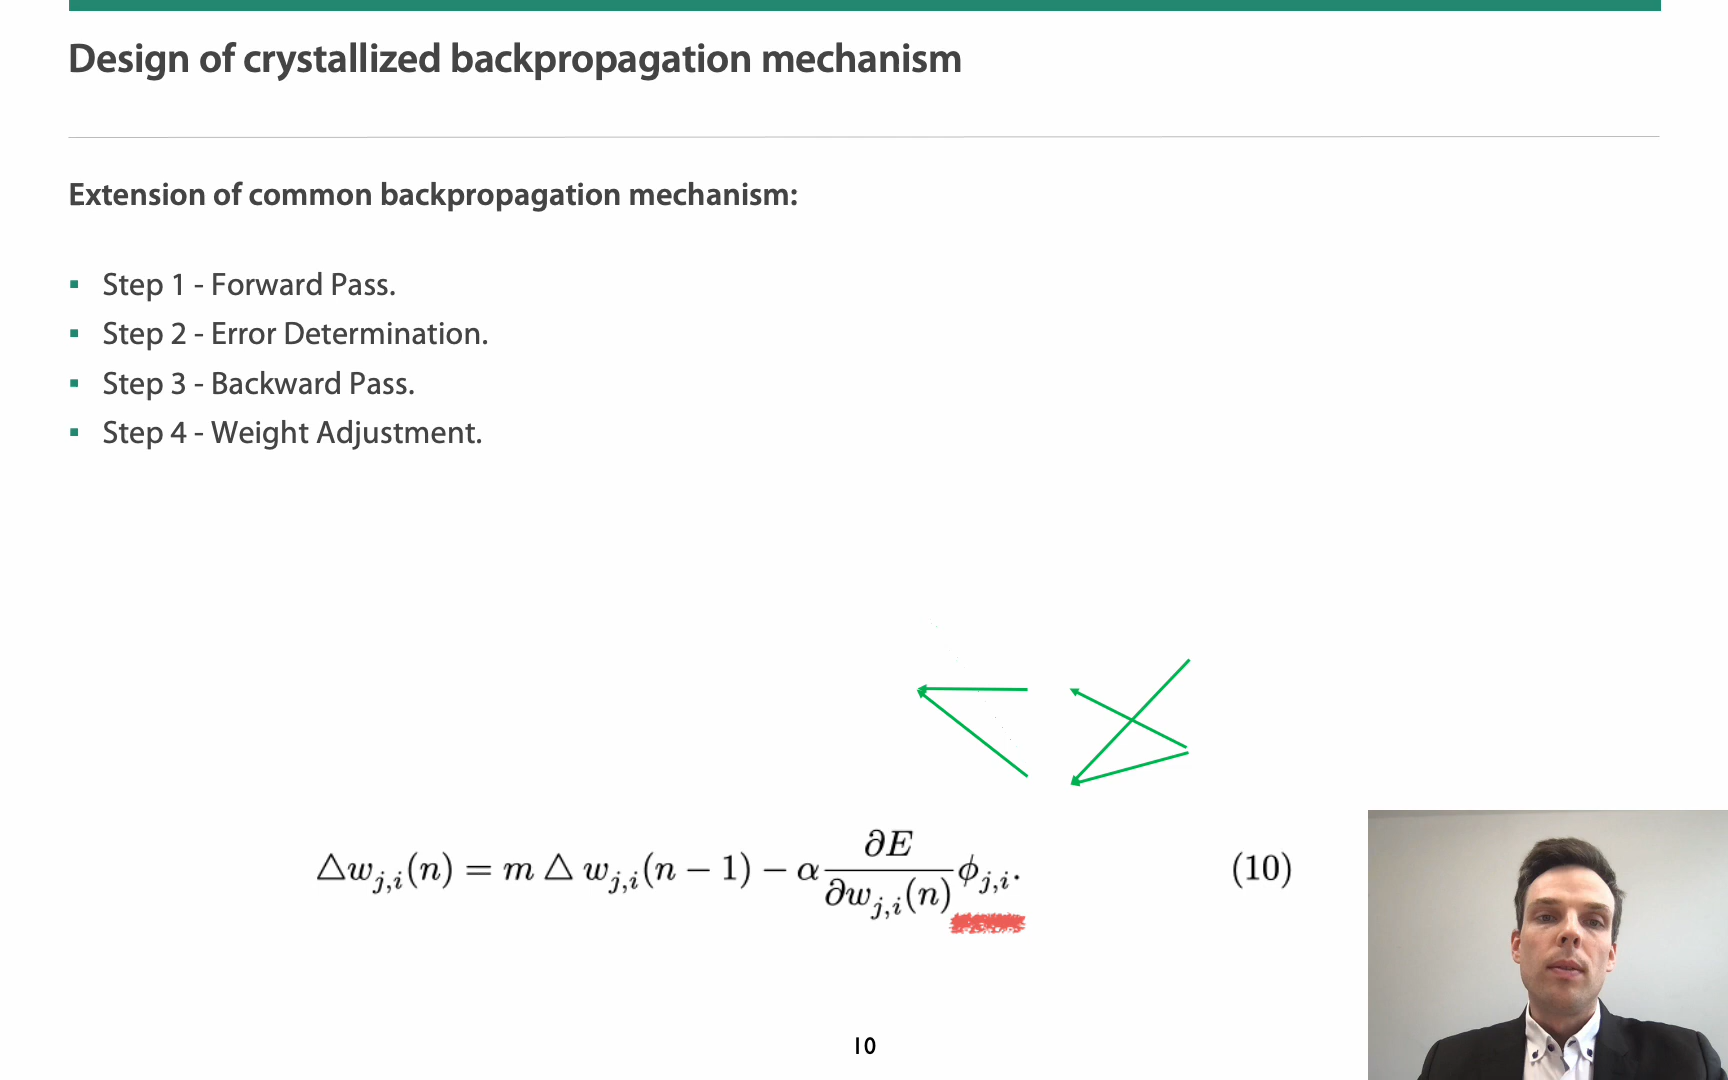 Design of crystallized backpropagation mechanism
Extension of common backpropagation mechanism:
▪ Step 1 - Forward Pass.
▪ Step 2 - Error Determination.
▪ Step 3 - Backward Pass.
▪ Step 4 - Weight Adjustment.
△w_{j,i}(n) = m △ w_{j,i}(n − 1) − α ∂E/∂w_{j,i}(n) ϕ_{j,i}. (10)
10